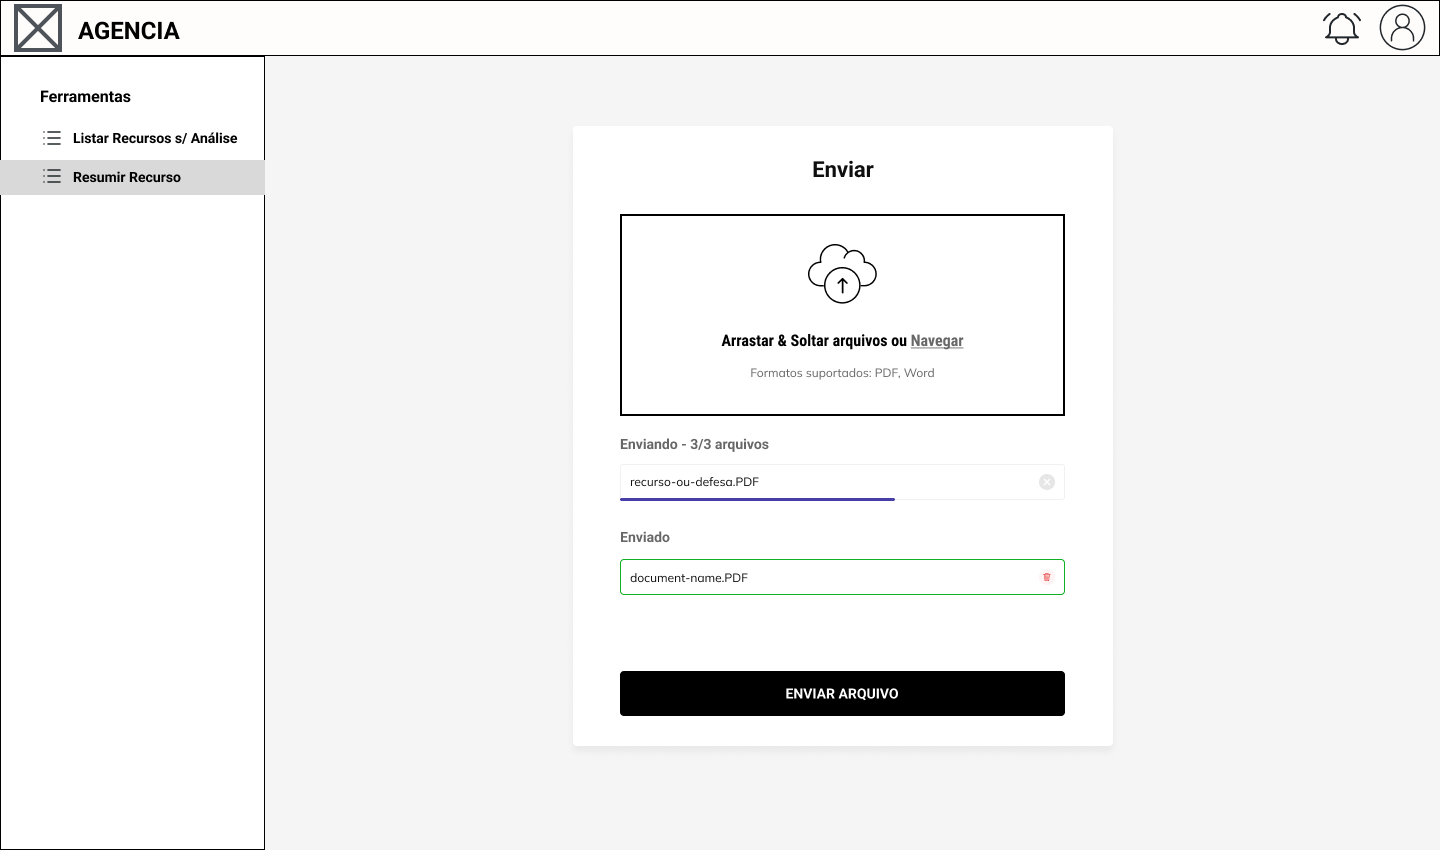 AGENCIA
Ferramentas
Listar Recursos s/ Análise
Resumir Recurso
Enviar
Arrastar & Soltar arquivos ou Navegar
Formatos suportados: PDF, Word
Enviando - 3/3 arquivos
recurso-ou-defesa.PDF
Enviado
document-name.PDF
ENVIAR ARQUIVO